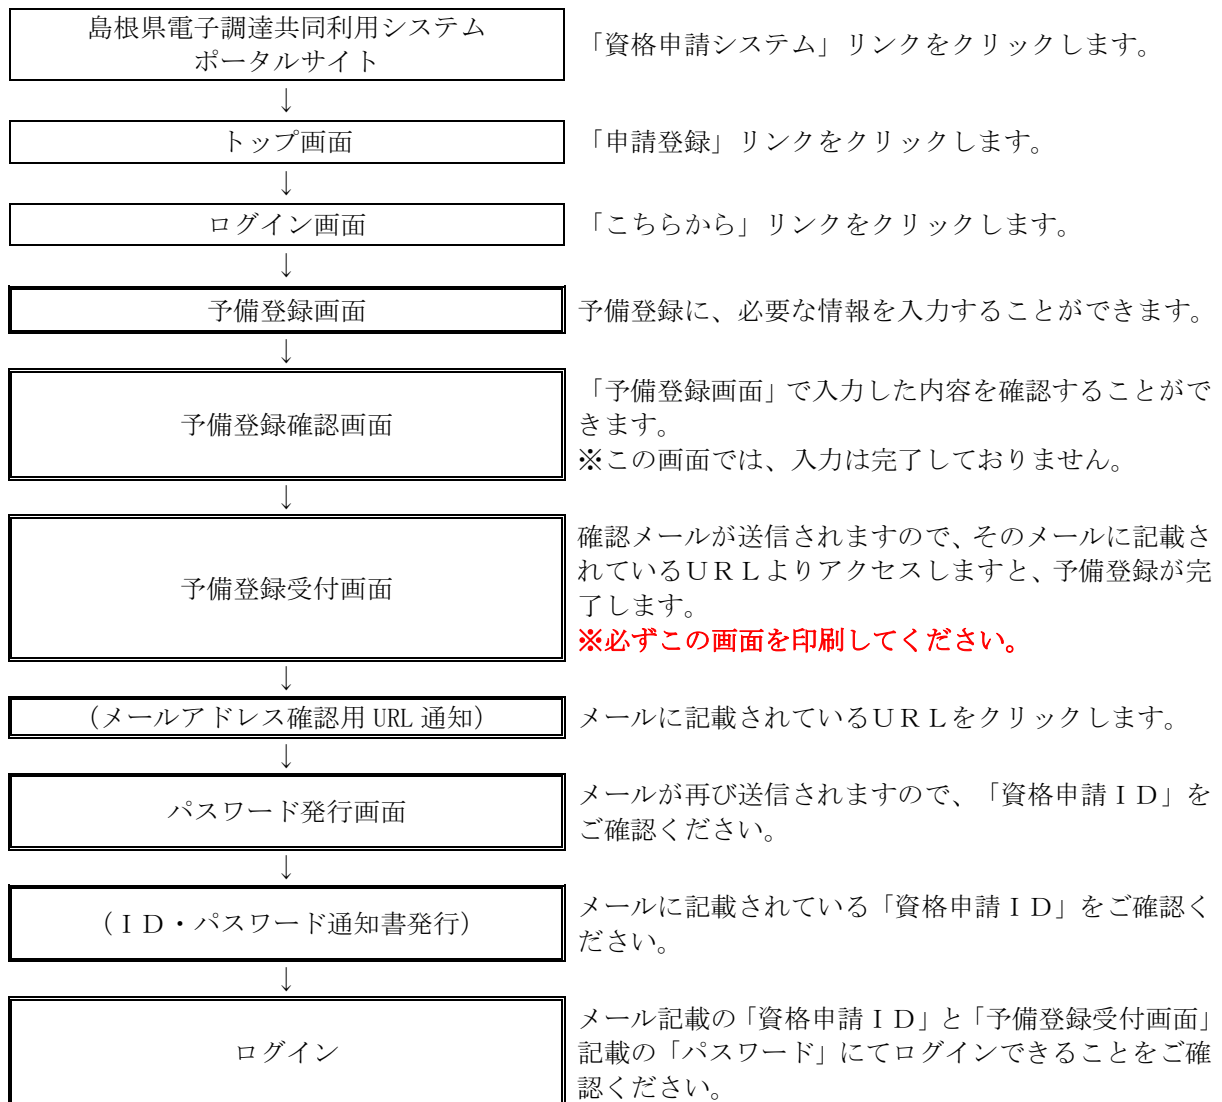 島根県電子調達共同利用システム
ポータルサイト
「資格申請システム」リンクをクリックします。
↓
トップ画面
「申請登録」リンクをクリックします。
↓
ログイン画面
「こちらから」リンクをクリックします。
↓
予備登録画面
予備登録に、必要な情報を入力することができます。
↓
予備登録確認画面
「予備登録画面」で入力した内容を確認することがで
きます。
※この画面では、入力は完了しておりません。
↓
予備登録受付画面
確認メールが送信されますので、そのメールに記載さ
れているＵＲＬよりアクセスしますと、予備登録が完
了します。
※必ずこの画面を印刷してください。
↓
（メールアドレス確認用 URL 通知）
メールに記載されているＵＲＬをクリックします。
↓
パスワード発行画面
メールが再び送信されますので、「資格申請ＩＤ」を
ご確認ください。
↓
（ＩＤ・パスワード通知書発行）
メールに記載されている「資格申請ＩＤ」をご確認く
ださい。
↓
ログイン
メール記載の「資格申請ＩＤ」と「予備登録受付画面」
記載の「パスワード」にてログインできることをご確
認ください。